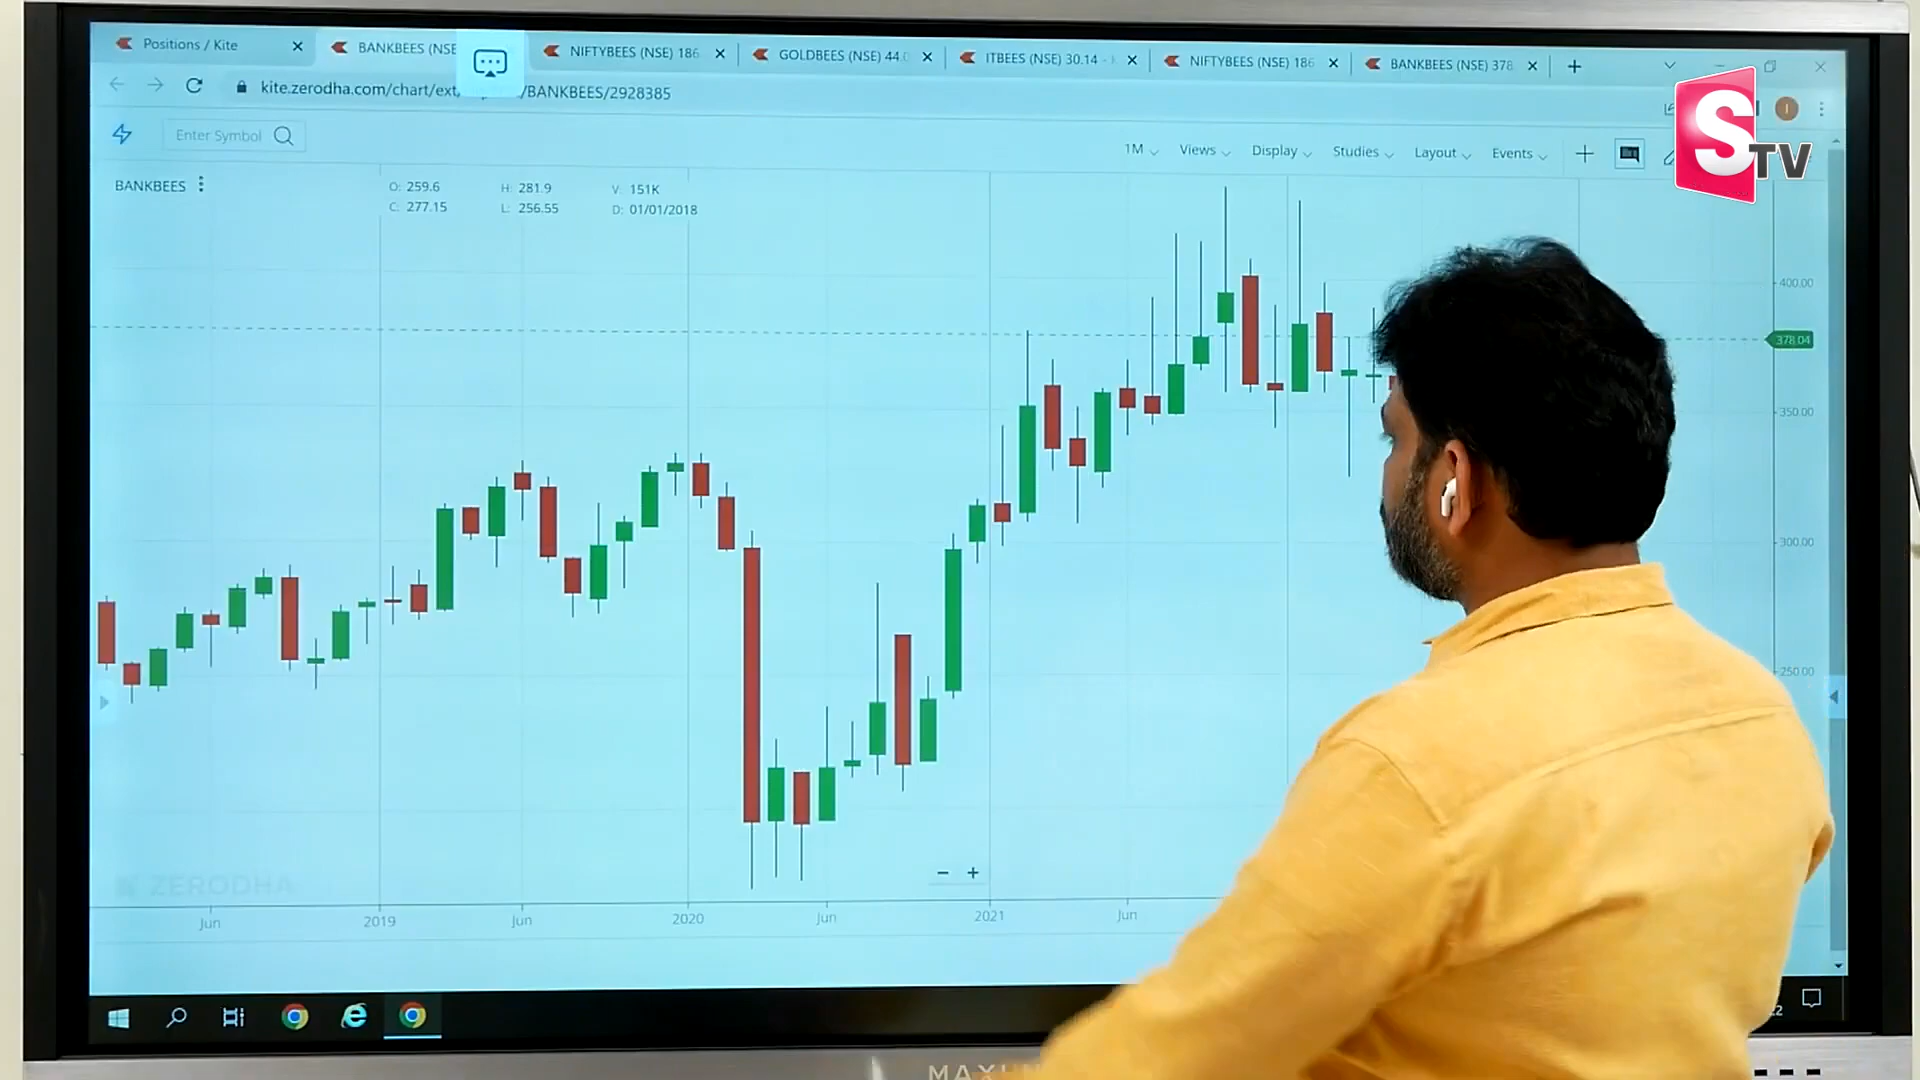 Positions / Kite
BANKBEES (NSE
NIFTYBEES (NSE) 186
GOLDBEES (NSE) 44.
ITBEES (NSE) 30.14 -
NIFTYBEES (NSE) 186
BANKBEES (NSE) 378
kite.zerodha.com/chart/ext
/BANKBEES/2928385
I
Enter Symbol
1M
Views
Display
Studies
Layout
Events
S TV
BANKBEES
O: 259.6
H: 281.9
V: 151K
C: 277.15
L: 256.55
D: 01/01/2018
400.00
378.04
350.00
300.00
250.00
ZERODHA
Jun
2019
Jun
2020
Jun
2021
Jun